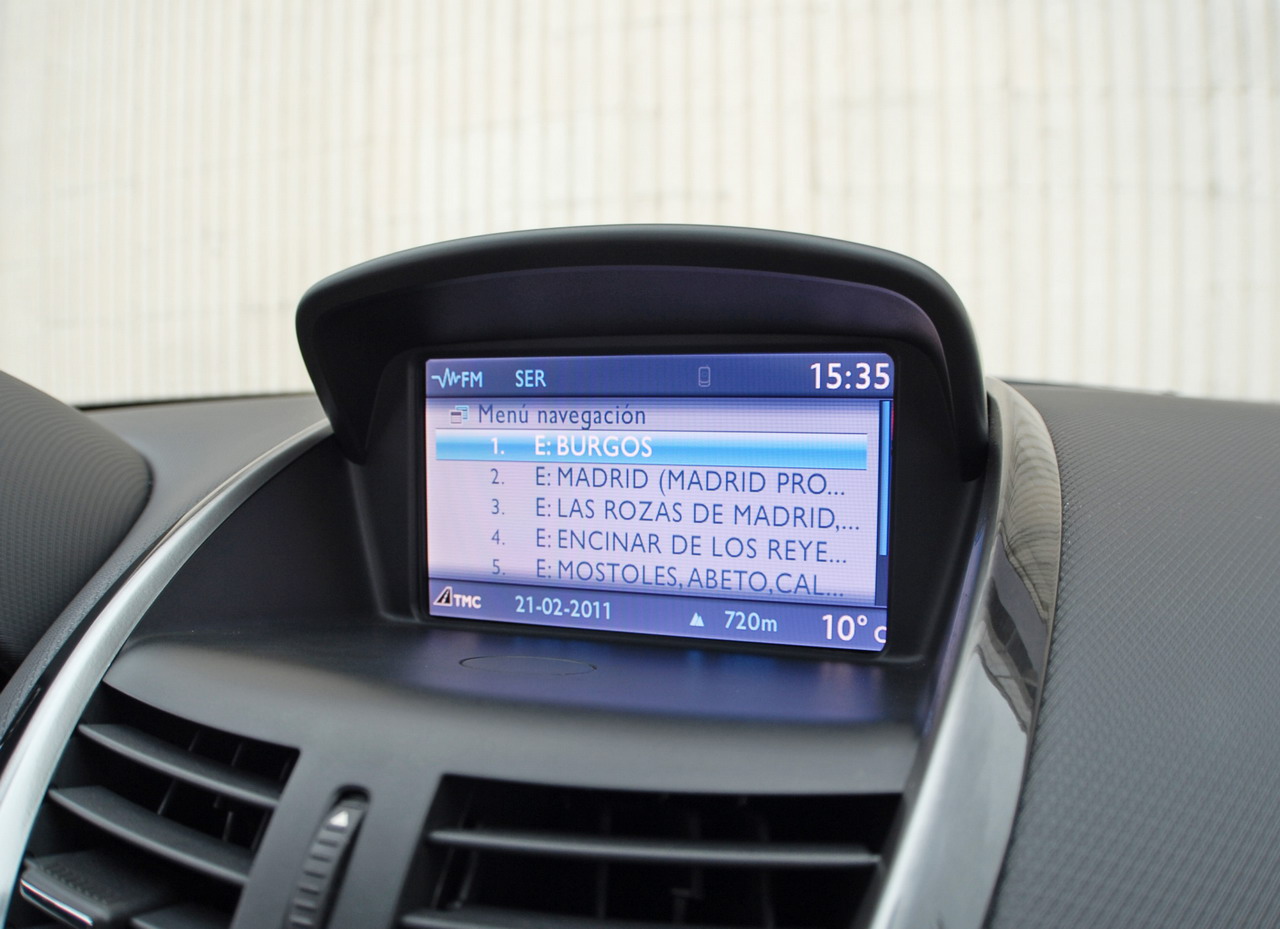 FM SER 15:35
Menú navegación
1. E: BURGOS
2. E: MADRID (MADRID PRO...
3. E: LAS ROZAS DE MADRID,...
4. E: ENCINAR DE LOS REYE...
5. E: MOSTOLES,ABETO,CAL...
TMC 21-02-2011 720m 10° C